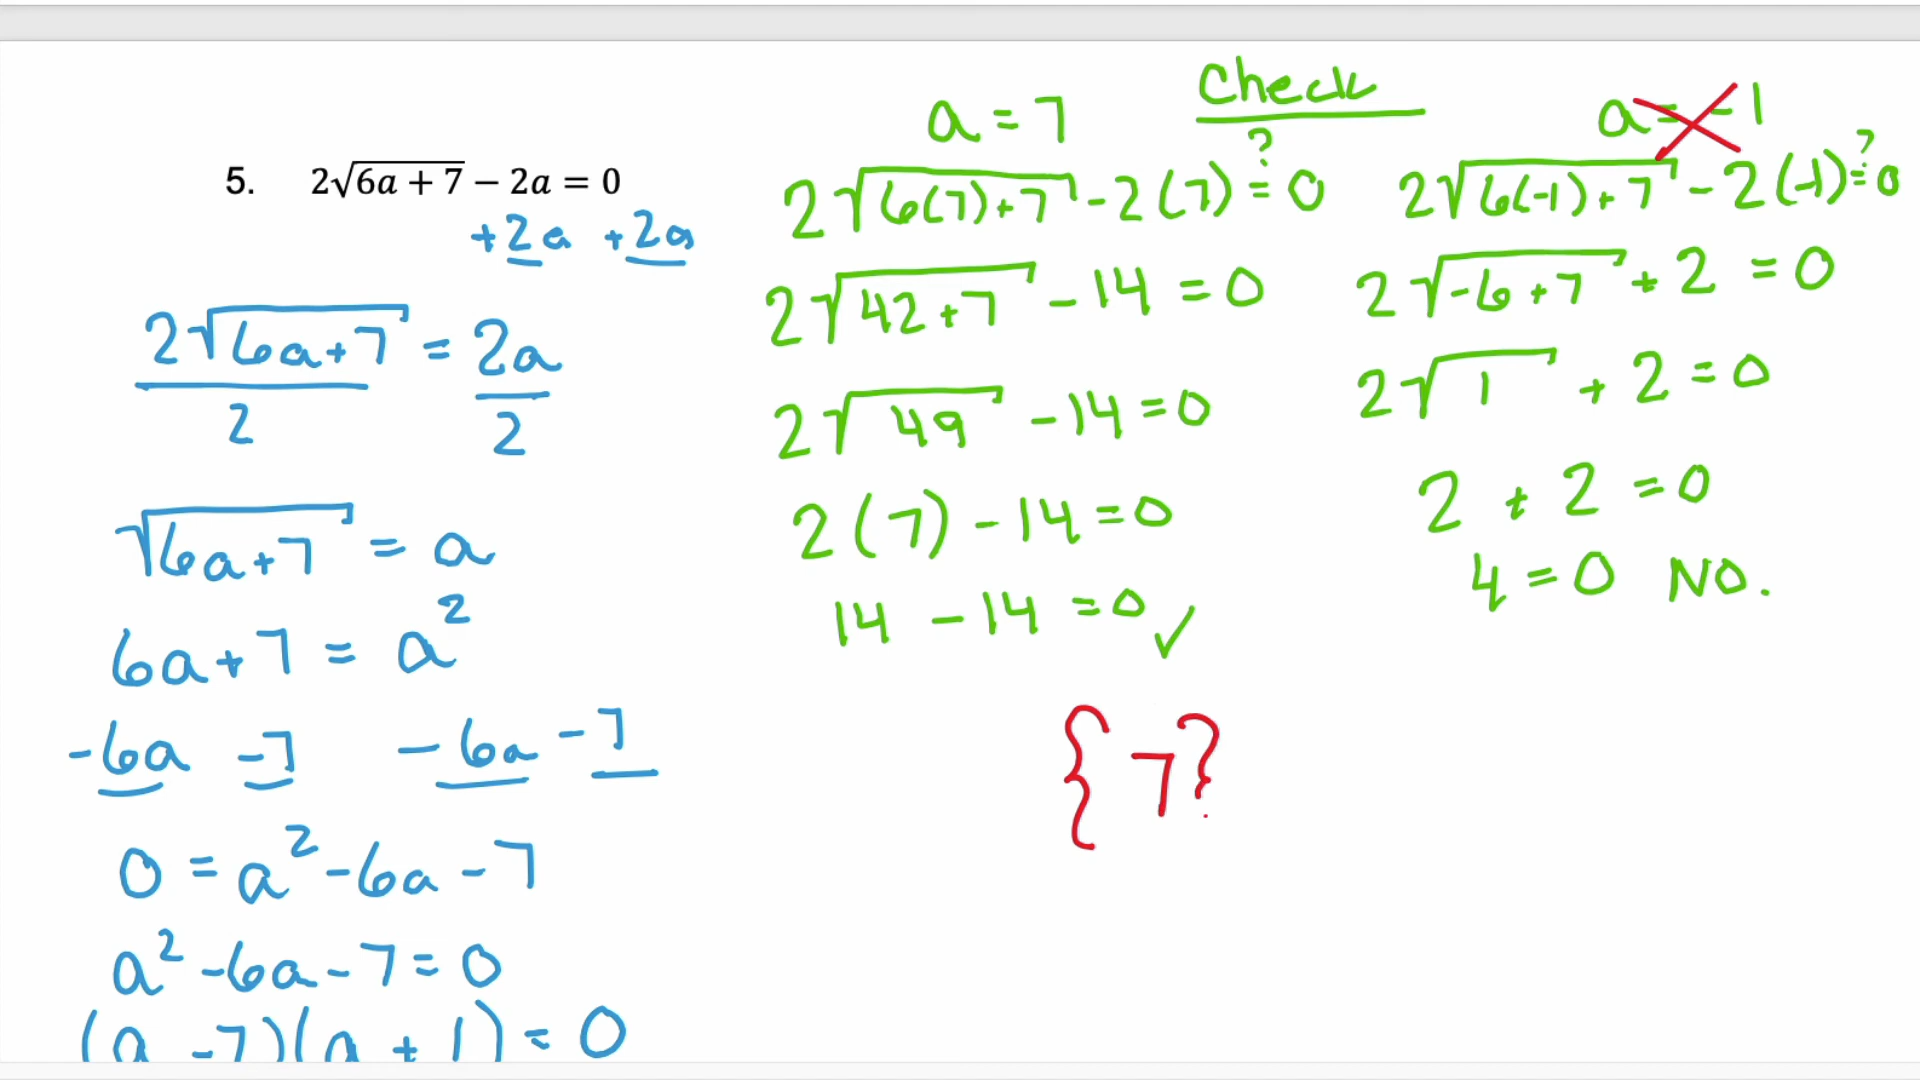 5. 2√6a + 7 − 2a = 0
+2a +2a
2√6a+7 = 2a
2 2
√6a+7 = a
6a+7 = a²
-6a -7 -6a -7
0 = a² -6a -7
a² -6a -7 = 0
(a -7)(a + 1) = 0
Check
a = 7
2√6(7)+7 -2(7) ?= 0
2√42+7 -14 = 0
2√49 -14 = 0
2(7) -14 = 0
14 - 14 = 0 ✓
a = -1
2√6(-1)+7 -2(-1) ?= 0
2√-6+7 + 2 = 0
2√1 + 2 = 0
2 + 2 = 0
4 = 0 NO.
{7}